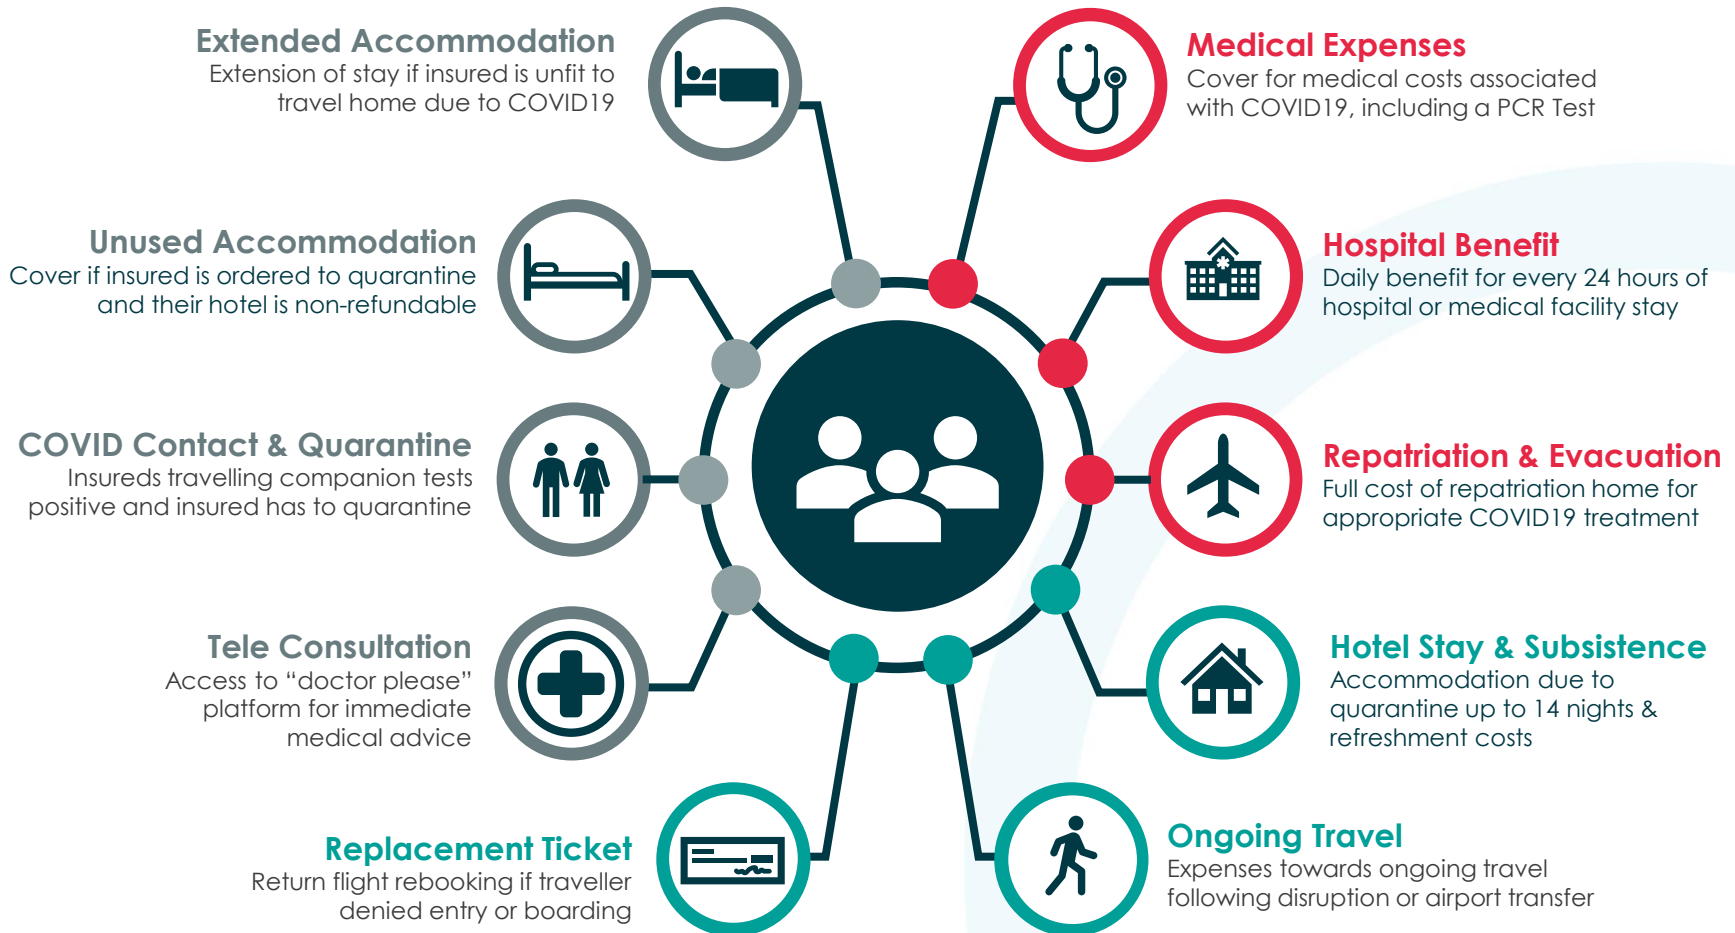 Extended Accommodation
Extension of stay if insured is unfit to
travel home due to COVID19
Medical Expenses
Cover for medical costs associated
with COVID19, including a PCR Test
Unused Accommodation
Cover if insured is ordered to quarantine
and their hotel is non-refundable
Hospital Benefit
Daily benefit for every 24 hours of
hospital or medical facility stay
COVID Contact & Quarantine
Insureds travelling companion tests
positive and insured has to quarantine
Repatriation & Evacuation
Full cost of repatriation home for
appropriate COVID19 treatment
Tele Consultation
Access to “doctor please”
platform for immediate
medical advice
Hotel Stay & Subsistence
Accommodation due to
quarantine up to 14 nights &
refreshment costs
Replacement Ticket
Return flight rebooking if traveller
denied entry or boarding
Ongoing Travel
Expenses towards ongoing travel
following disruption or airport transfer